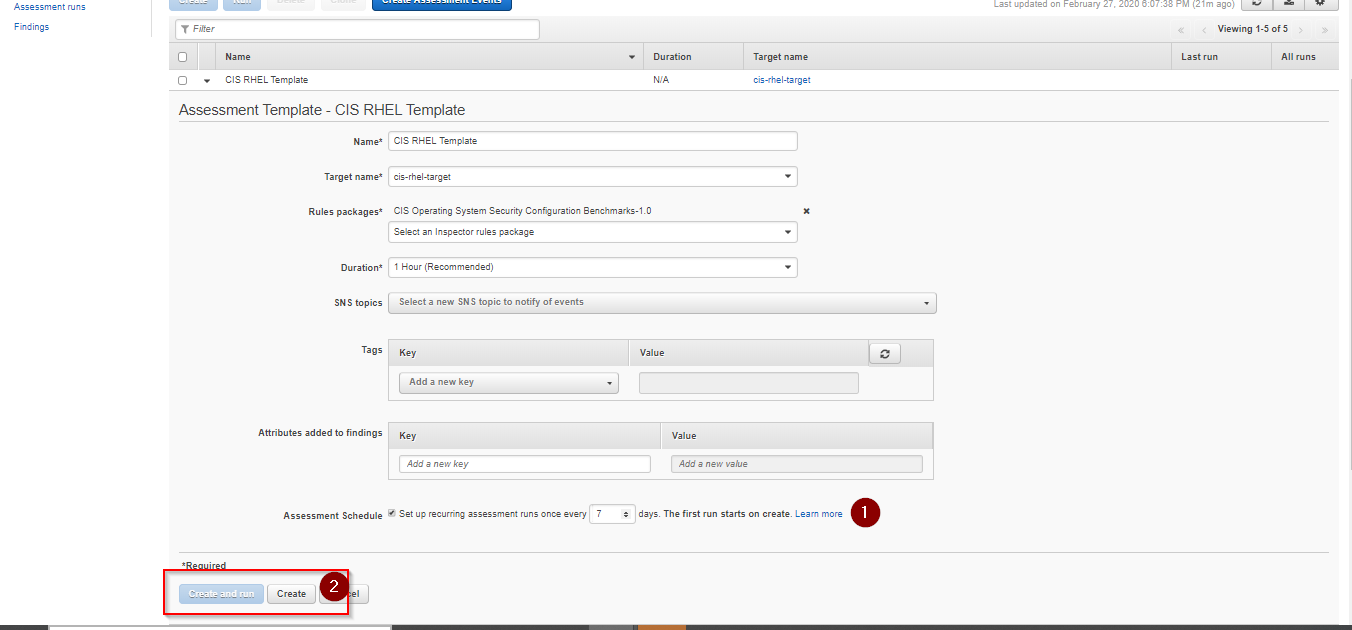 Assessment runs
Findings
Create Run Delete Clone Create Assessment Events Last updated on February 27, 2020 6:07:38 PM (21m ago)
Filter « ‹ Viewing 1-5 of 5 › »
Name Duration Target name Last run All runs
CIS RHEL Template N/A cis-rhel-target
Assessment Template - CIS RHEL Template
Name* CIS RHEL Template
Target name* cis-rhel-target
Rules packages* CIS Operating System Security Configuration Benchmarks-1.0
Select an Inspector rules package
Duration* 1 Hour (Recommended)
SNS topics Select a new SNS topic to notify of events
Tags Key Value
Add a new key
Attributes added to findings Key Value
Add a new key Add a new value
Assessment Schedule Set up recurring assessment runs once every 7 days. The first run starts on create. Learn more 1
*Required
Create and run Create 2